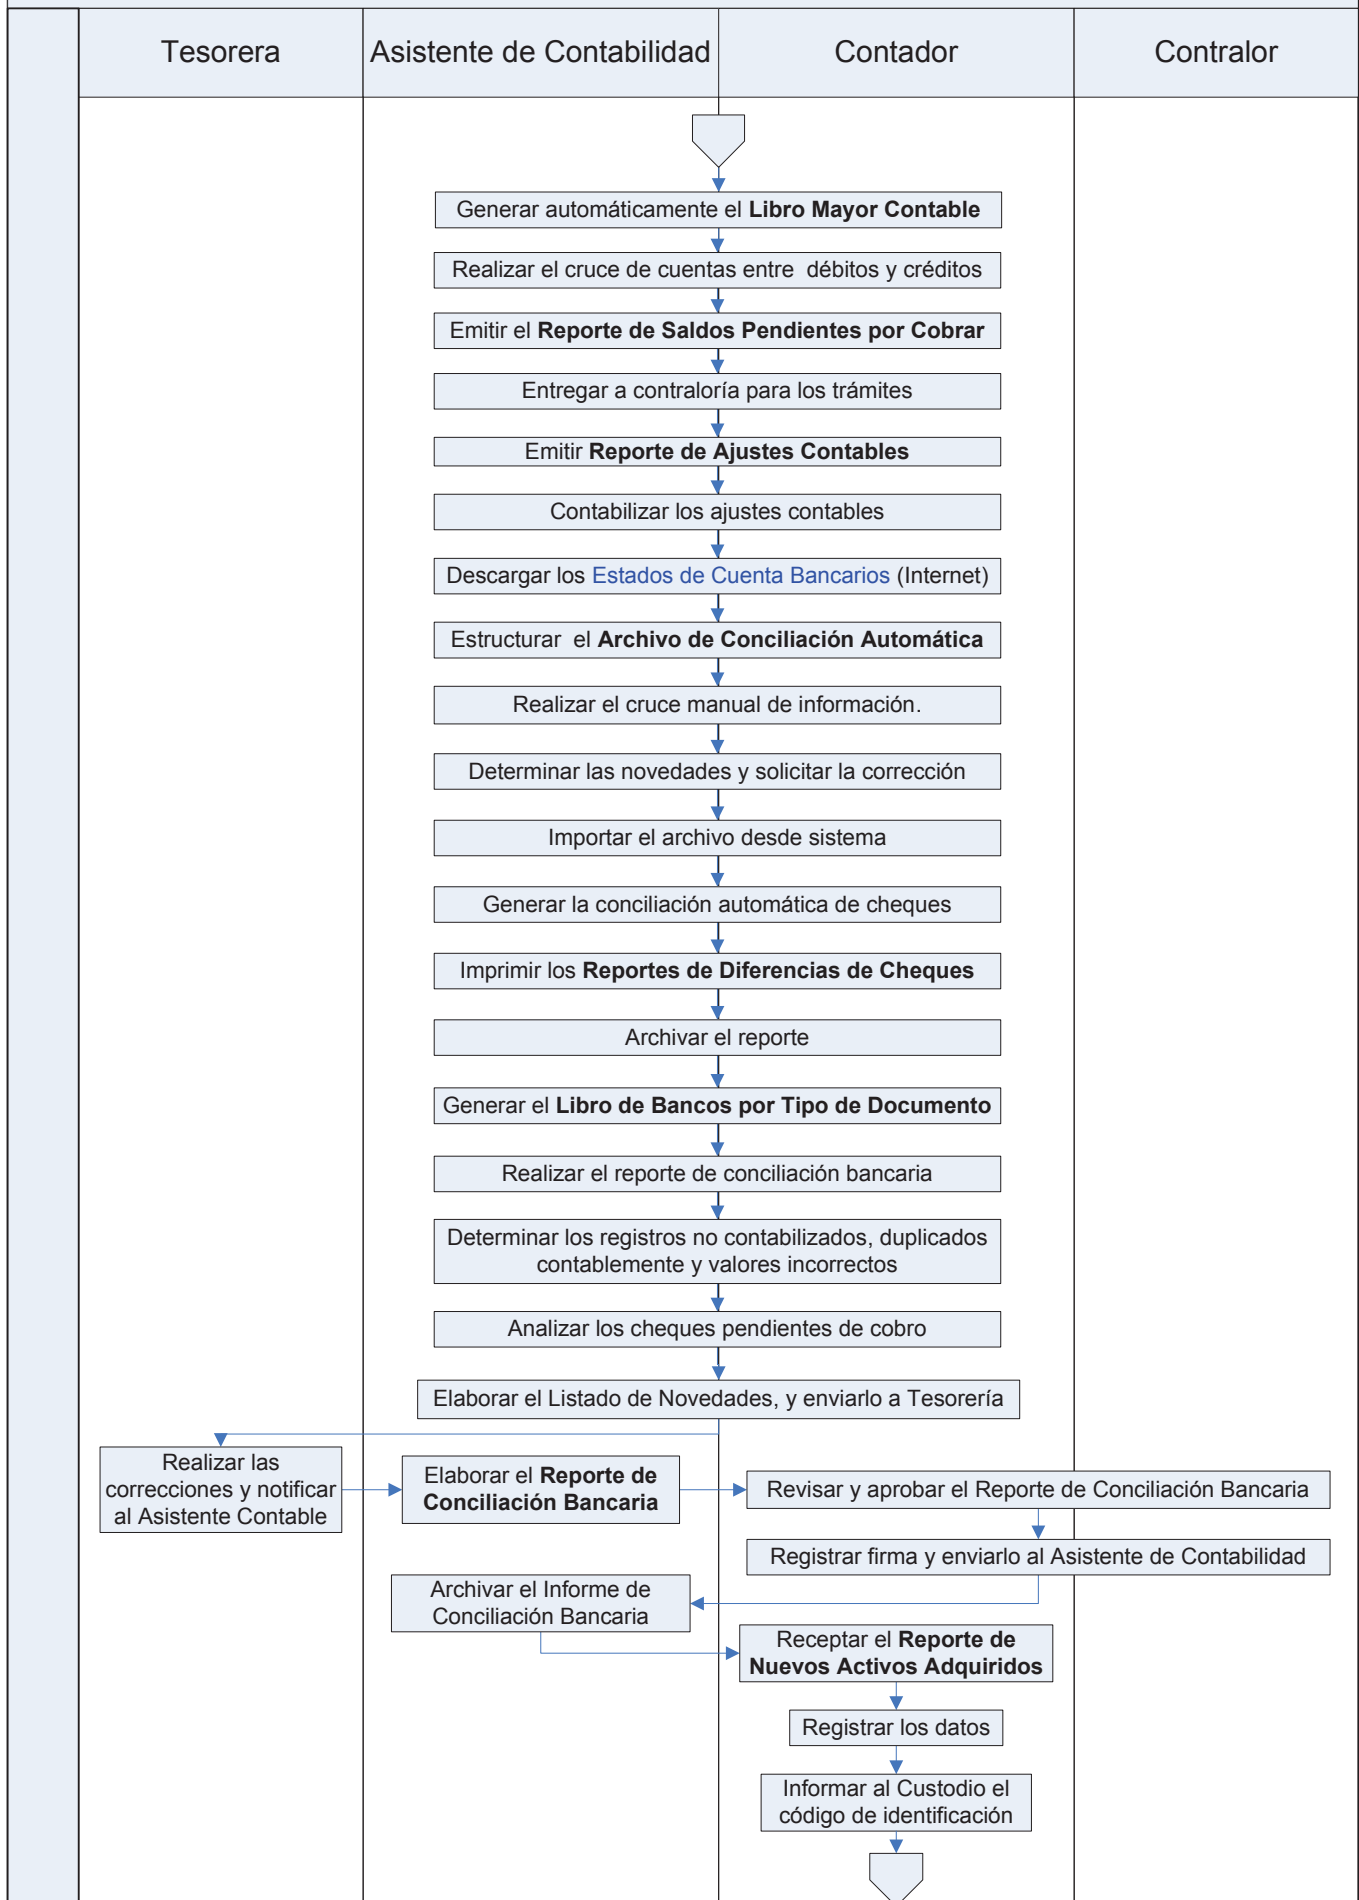 Tesorera
Asistente de Contabilidad
Contador
Contralor
Generar automáticamente el Libro Mayor Contable
Realizar el cruce de cuentas entre débitos y créditos
Emitir el Reporte de Saldos Pendientes por Cobrar
Entregar a contraloría para los trámites
Emitir Reporte de Ajustes Contables
Contabilizar los ajustes contables
Descargar los Estados de Cuenta Bancarios (Internet)
Estructurar el Archivo de Conciliación Automática
Realizar el cruce manual de información.
Determinar las novedades y solicitar la corrección
Importar el archivo desde sistema
Generar la conciliación automática de cheques
Imprimir los Reportes de Diferencias de Cheques
Archivar el reporte
Generar el Libro de Bancos por Tipo de Documento
Realizar el reporte de conciliación bancaria
Determinar los registros no contabilizados, duplicados
contablemente y valores incorrectos
Analizar los cheques pendientes de cobro
Elaborar el Listado de Novedades, y enviarlo a Tesorería
Realizar las
correcciones y notificar
al Asistente Contable
Elaborar el Reporte de
Conciliación Bancaria
Revisar y aprobar el Reporte de Conciliación Bancaria
Registrar firma y enviarlo al Asistente de Contabilidad
Archivar el Informe de
Conciliación Bancaria
Receptar el Reporte de
Nuevos Activos Adquiridos
Registrar los datos
Informar al Custodio el
código de identificación